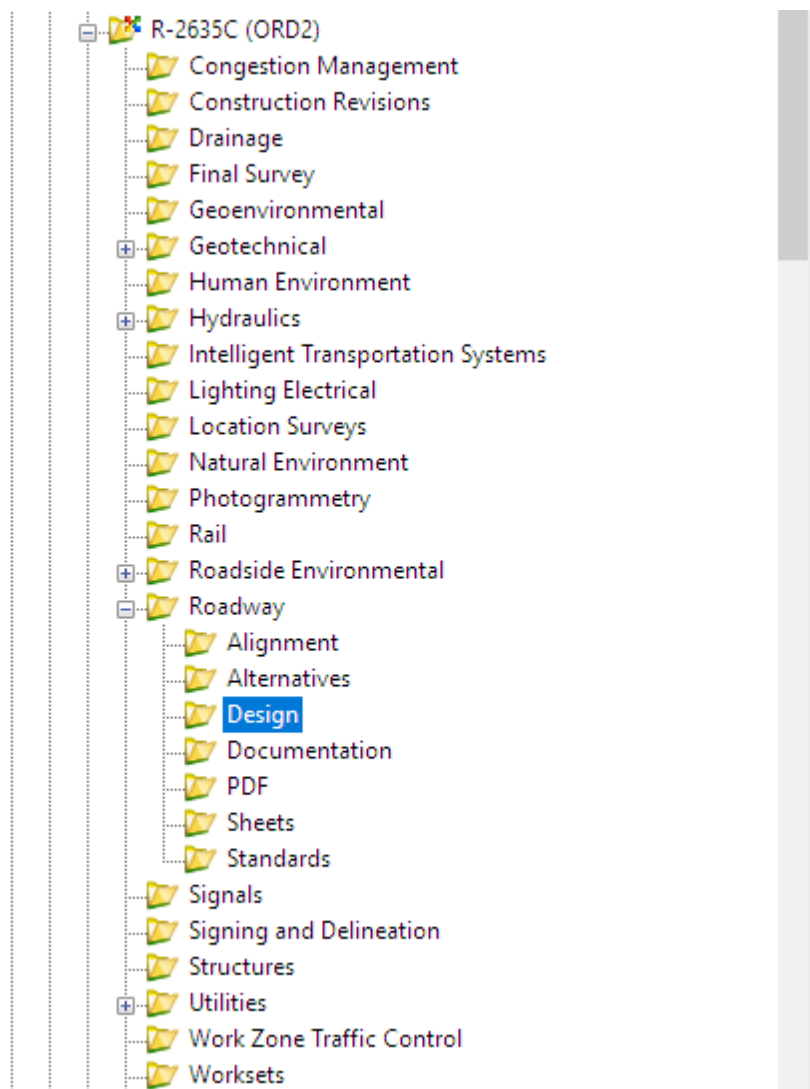 R-2635C (ORD2)
Congestion Management
Construction Revisions
Drainage
Final Survey
Geoenvironmental
Geotechnical
Human Environment
Hydraulics
Intelligent Transportation Systems
Lighting Electrical
Location Surveys
Natural Environment
Photogrammetry
Rail
Roadside Environmental
Roadway
Alignment
Alternatives
Design
Documentation
PDF
Sheets
Standards
Signals
Signing and Delineation
Structures
Utilities
Work Zone Traffic Control
Worksets